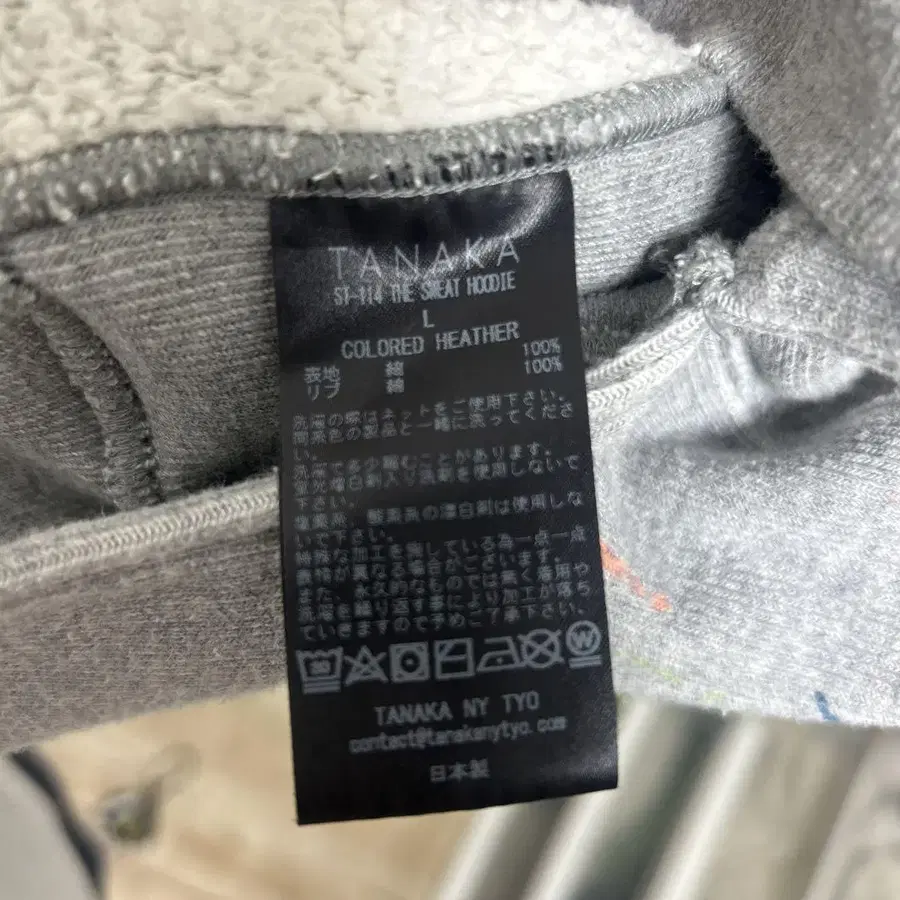 TANAKA
ST-114 THE SWEAT HOODIE
L
COLORED HEATHER
表地 綿 100%
リブ 綿 100%
洗濯の際はネットをご使用下さい。
同系色の製品と一緒に洗ってくださ
い。
洗濯で多少縮むことがあります。
蛍光増白剤入り洗剤を使用しないで
下さい。
塩素系、酸素系の漂白剤は使用しな
いで下さい。
特殊な加工を施している為一点一点
表情が異なる場合がございます。
また、永久的なものでは無く着用や
洗濯を繰り返す事により加工が落ち
ていきますので予めご了承下さい。
TANAKA NY TYO
contact@tanakanytyo.com
日本製